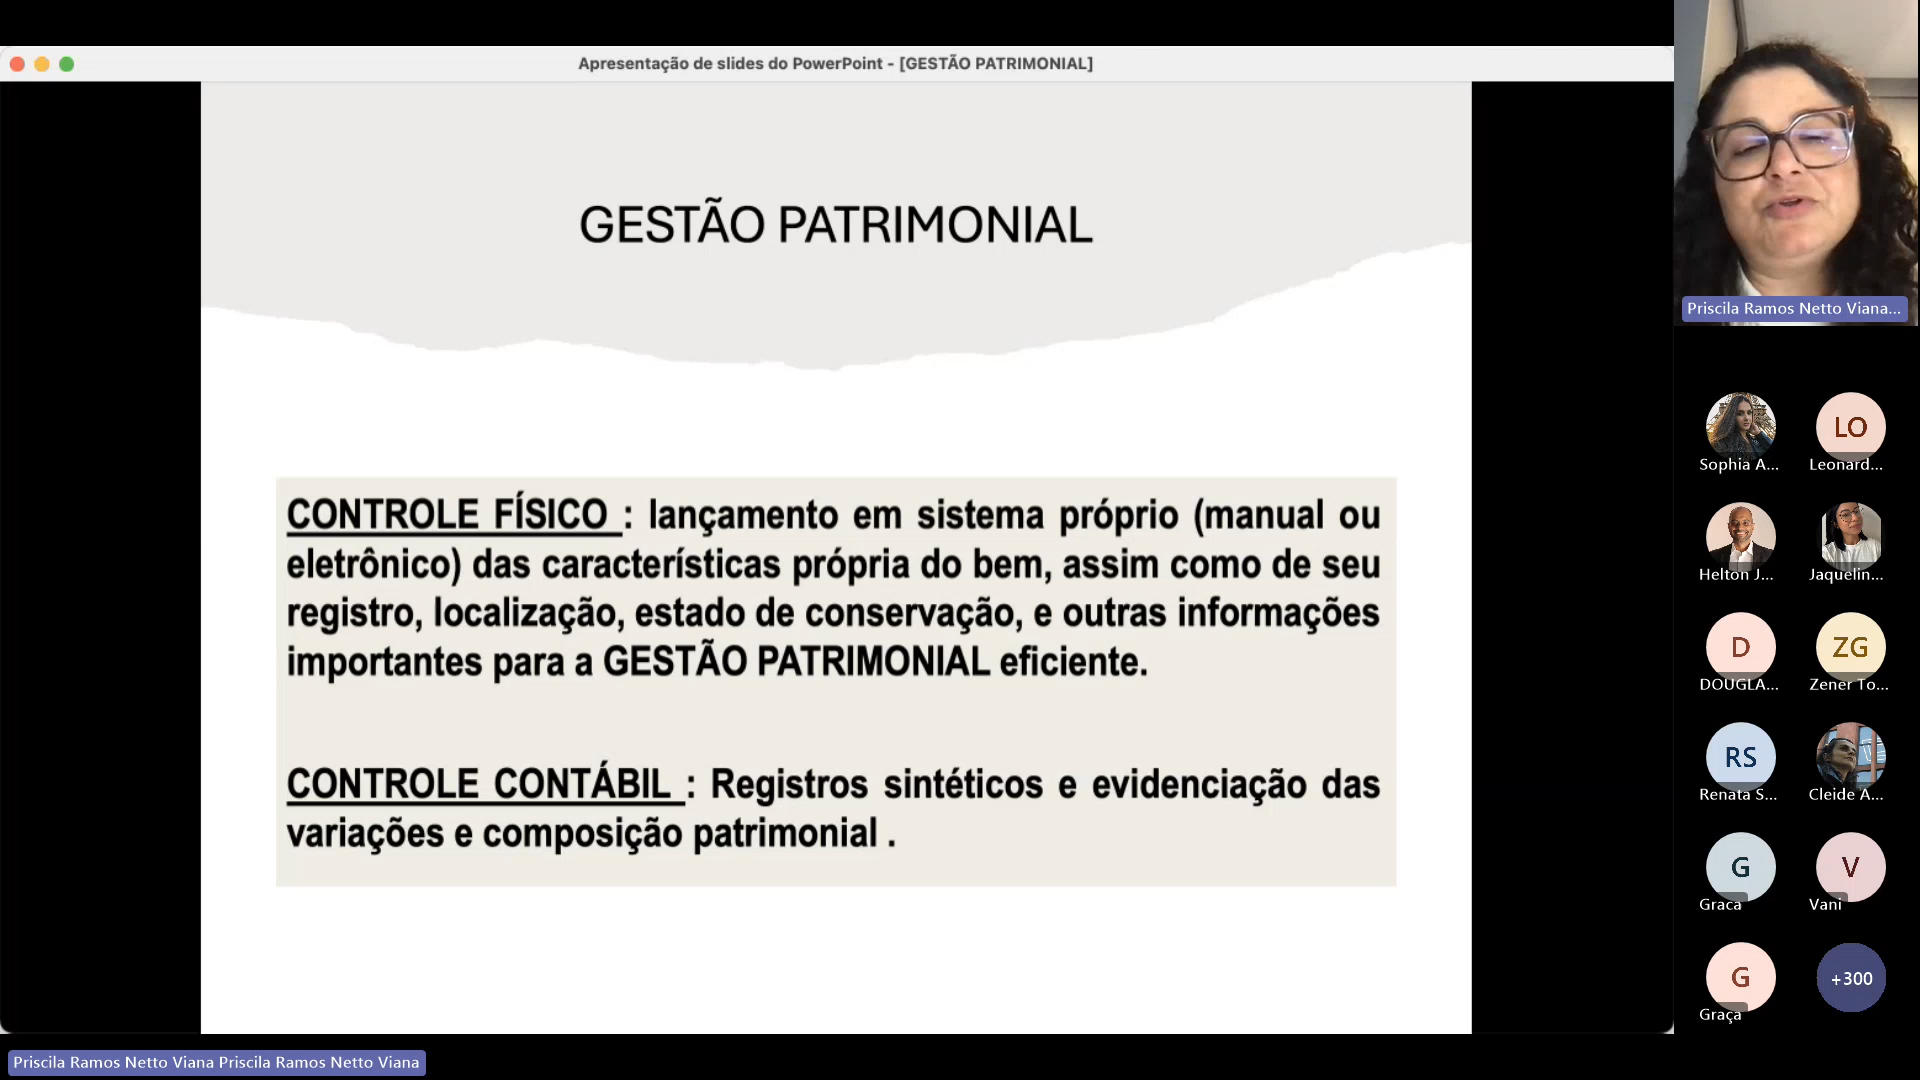 Apresentação de slides do PowerPoint - [GESTÃO PATRIMONIAL]
GESTÃO PATRIMONIAL
CONTROLE FÍSICO : lançamento em sistema próprio (manual ou
eletrônico) das características própria do bem, assim como de seu
registro, localização, estado de conservação, e outras informações
importantes para a GESTÃO PATRIMONIAL eficiente.
CONTROLE CONTÁBIL : Registros sintéticos e evidenciação das
variações e composição patrimonial .
Priscila Ramos Netto Viana...
Sophia A...
LO
Leonard...
Helton J...
Jaquelin...
D
DOUGLA...
ZG
Zener To...
RS
Renata S...
Cleide A...
G
Graca
V
Vani
G
Graça
+300
Priscila Ramos Netto Viana Priscila Ramos Netto Viana